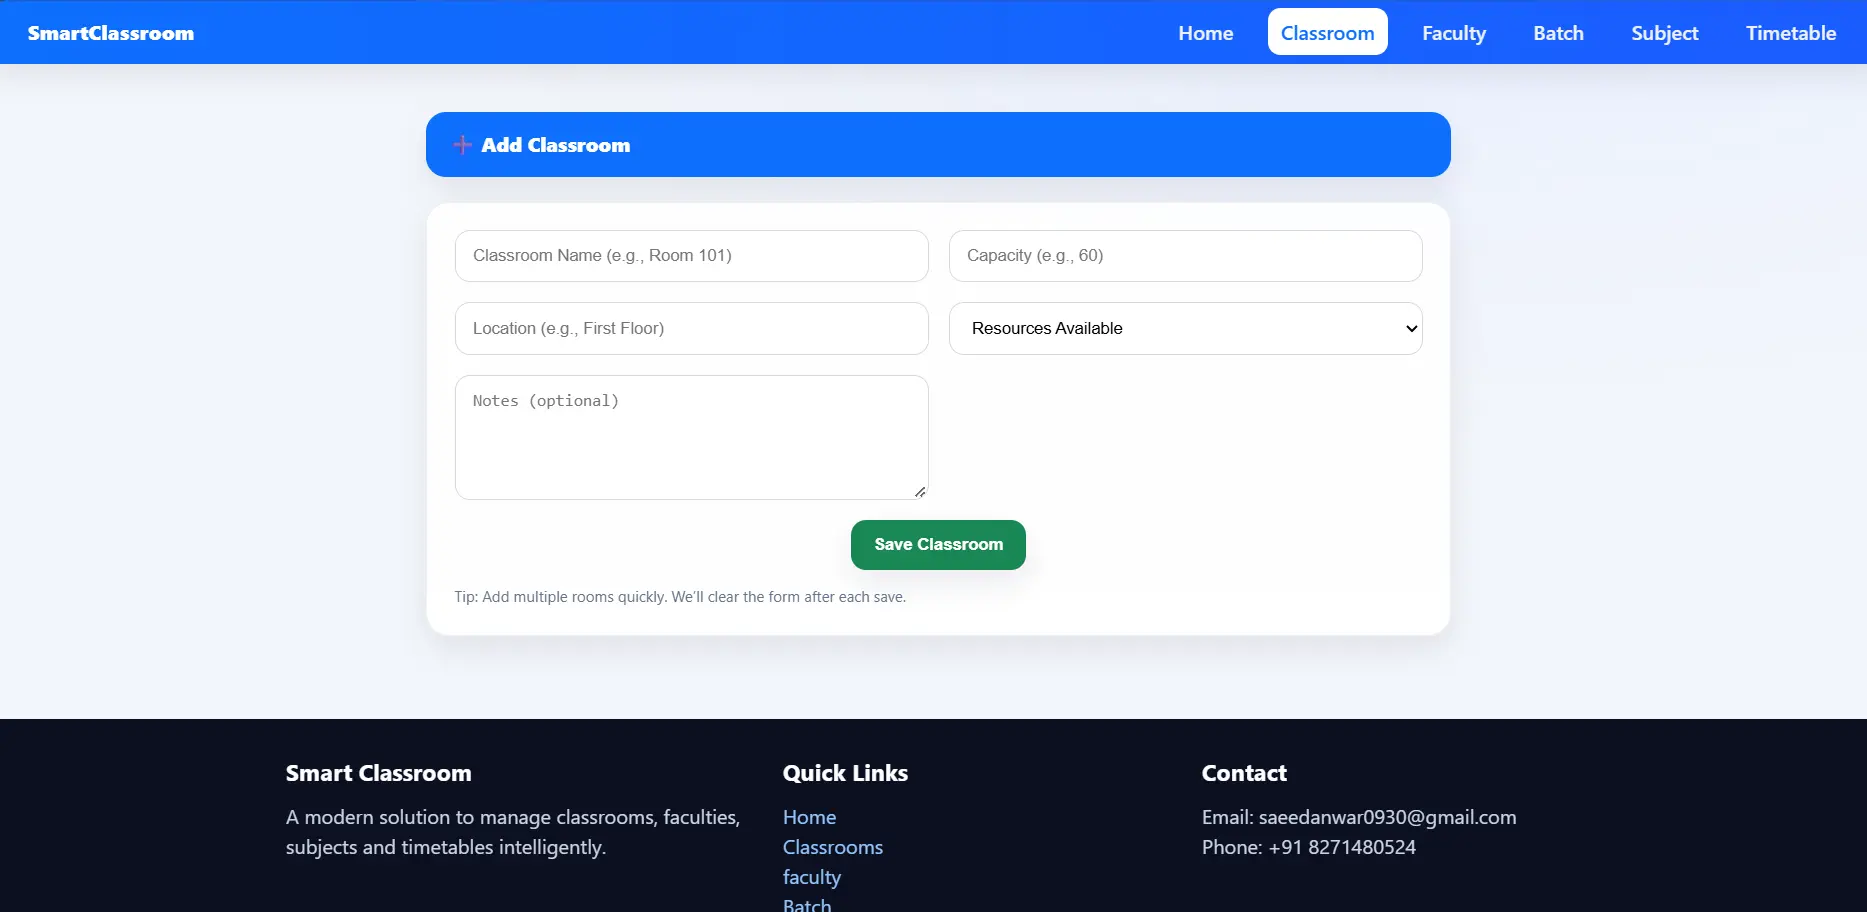 SmartClassroom
Home
Classroom
Faculty
Batch
Subject
Timetable
➕ Add Classroom
Classroom Name (e.g., Room 101)
Capacity (e.g., 60)
Location (e.g., First Floor)
Resources Available
Notes (optional)
Save Classroom
Tip: Add multiple rooms quickly. We’ll clear the form after each save.
Smart Classroom
A modern solution to manage classrooms, faculties,
subjects and timetables intelligently.
Quick Links
Home
Classrooms
faculty
Batch
Contact
Email: saeedanwar0930@gmail.com
Phone: +91 8271480524